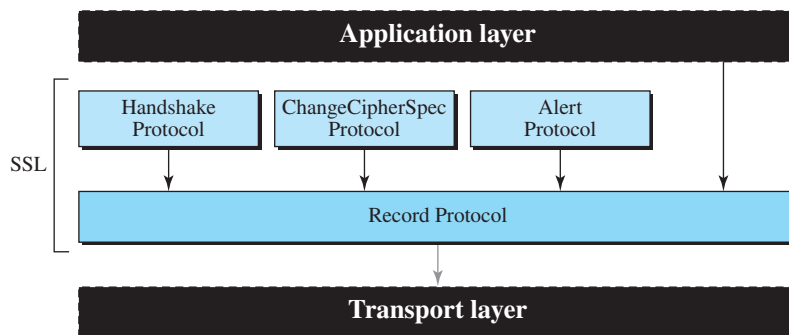 Application layer
Handshake
Protocol
ChangeCipherSpec
Protocol
Alert
Protocol
SSL
Record Protocol
Transport layer